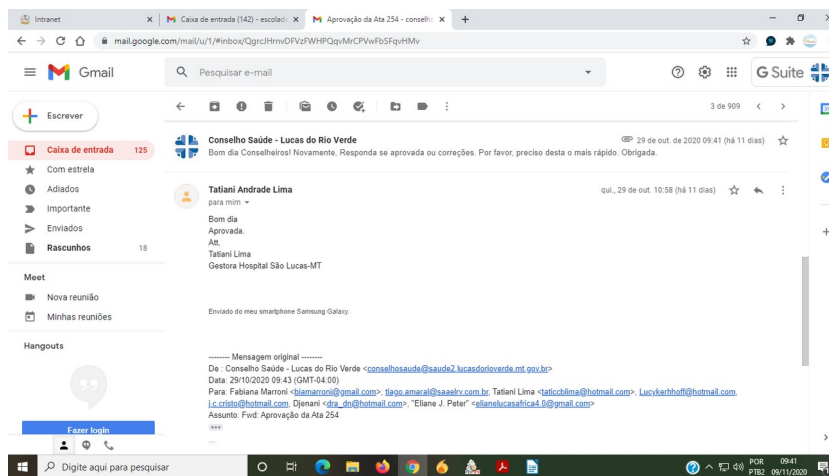 Intranet
Caixa de entrada (142) - escolad
Aprovação da Ata 254 - conselh
mail.google.com/mail/u/1/#inbox/QgrcJHrnvDFVzFWHPQqvMrCPVwFbSFqvHMv
Gmail
Pesquisar e-mail
G Suite
Escrever
3 de 909
Caixa de entrada 125
Com estrela
Adiados
Importante
Enviados
Rascunhos 18
Meet
Nova reunião
Minhas reuniões
Hangouts
Fazer login
Conselho Saúde - Lucas do Rio Verde
29 de out. de 2020 09:41 (há 11 dias)
Bom dia Conselheiros! Novamente, Responda se aprovada ou correções. Por favor, preciso desta o mais rápido. Obrigada.
Tatiani Andrade Lima
qui., 29 de out. 10:58 (há 11 dias)
para mim
Bom dia
Aprovada.
Att,
Tatiani Lima
Gestora Hospital São Lucas-MT
Enviado do meu smartphone Samsung Galaxy.
-------- Mensagem original --------
De : Conselho Saúde - Lucas do Rio Verde <conselhosaude@saude2.lucasdorioverde.mt.gov.br>
Data: 29/10/2020 09:43 (GMT-04:00)
Para: Fabiana Marroni <biamarroni@gmail.com>, tiago.amaral@saaelrv.com.br, Tatiani Lima <taticcblima@hotmail.com>, Lucykerhhoff@hotmail.com,
j.c.cristo@hotmail.com, Djenani <dra_dn@hotmail.com>, "Eliane J. Peter" <elianelucasafrica4.0@gmail.com>
Assunto: Fwd: Aprovação da Ata 254
...
Digite aqui para pesquisar
POR
PTB2
09:41
09/11/2020